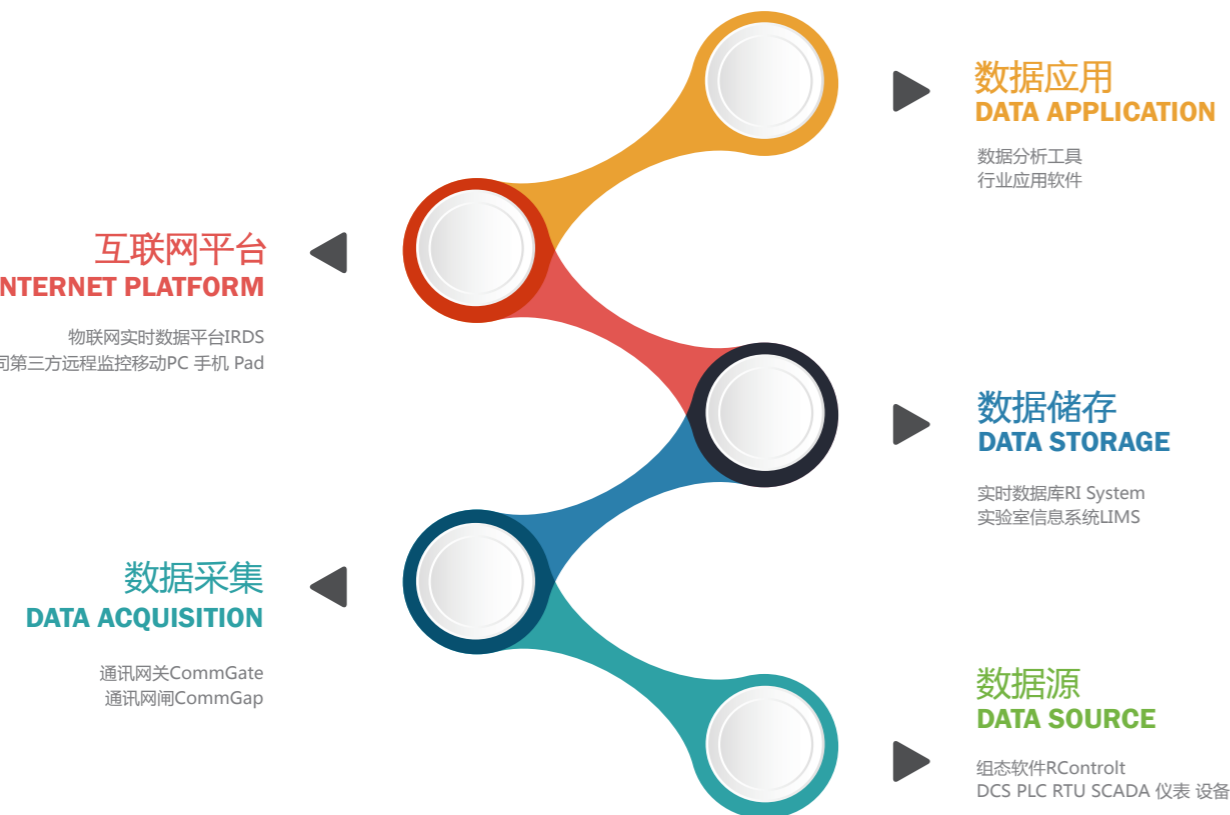 数据应用
DATA APPLICATION
数据分析工具
行业应用软件
互联网平台
NTERNET PLATFORM
物联网实时数据平台IRDS
司第三方远程监控移动PC 手机 Pad
数据储存
DATA STORAGE
实时数据库RI System
实验室信息系统LIMS
数据采集
DATA ACQUISITION
通讯网关CommGate
通讯网闸CommGap
数据源
DATA SOURCE
组态软件RControlt
DCS PLC RTU SCADA 仪表 设备